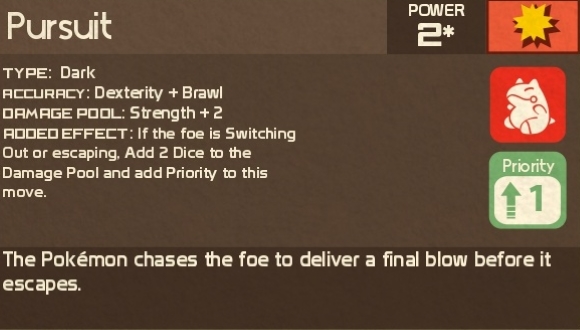 Pursuit
POWER
2*
TYPE: Dark
ACCURACY: Dexterity + Brawl
DAMAGE POOL: Strength + 2
ADDED EFFECT: If the foe is Switching
Out or escaping, Add 2 Dice to the
Damage Pool and add Priority to this
move.
Priority
1
The Pokémon chases the foe to deliver a final blow before it
escapes.